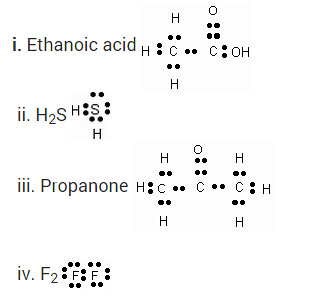 H O
i. Ethanoic acid H C C OH
H
ii. H₂S H S
H
O
H H
iii. Propanone H C C C H
H H
iv. F₂ F F